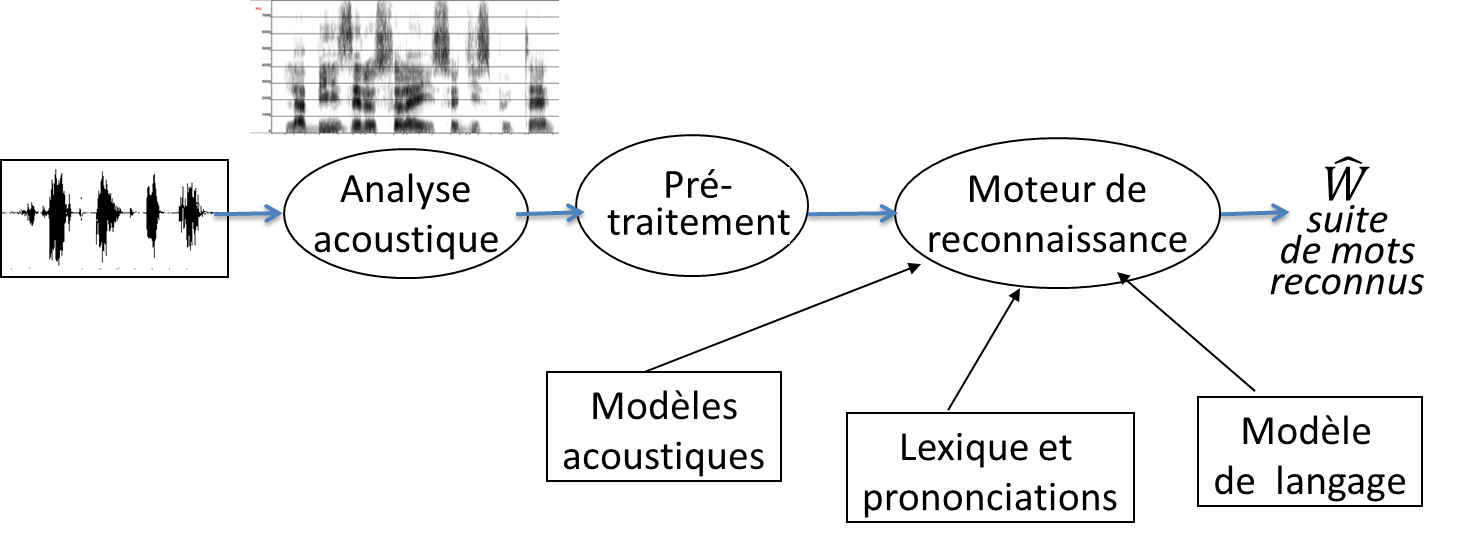 Analyse
acoustique
Pré-
traitement
Moteur de
reconnaissance
Ŵ
suite
de mots
reconnus
Modèles
acoustiques
Lexique et
prononciations
Modèle
de langage